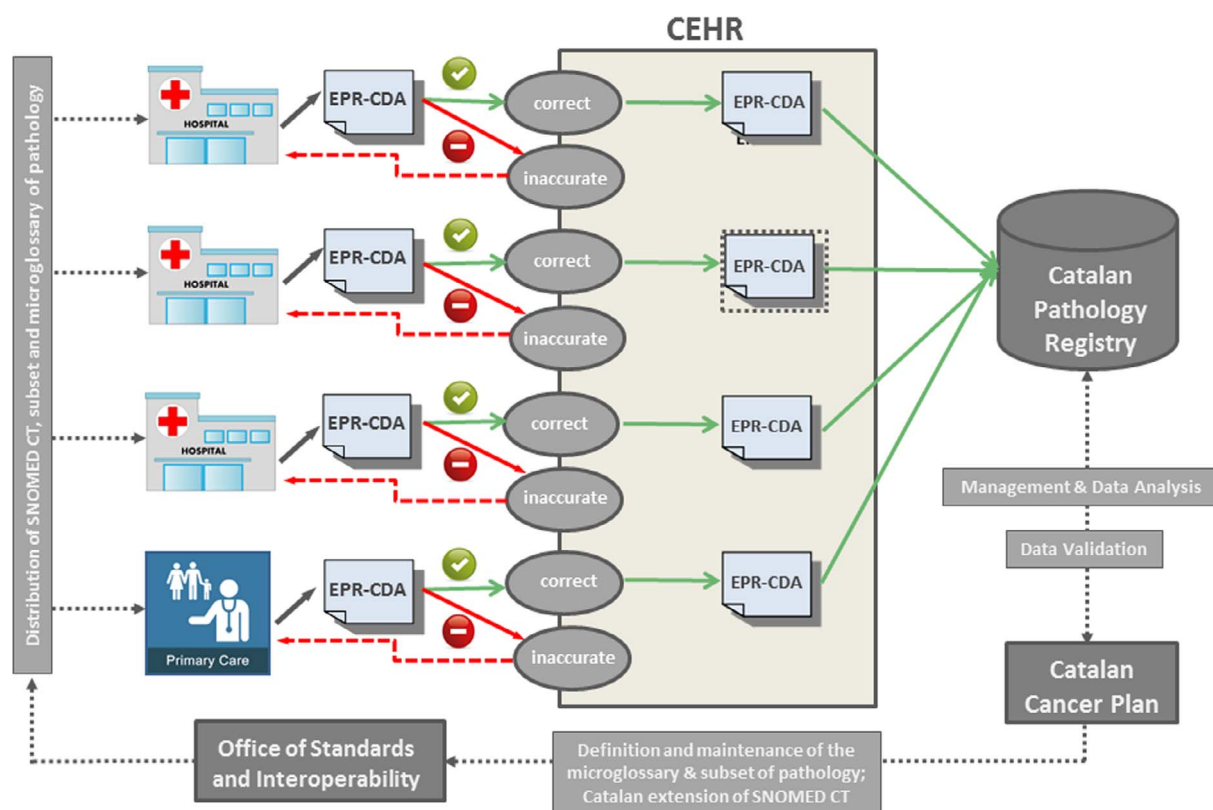 CEHR
Distribution of SNOMED CT, subset and microglossary of pathology
HOSPITAL
EPR-CDA
correct
EPR-CDA
inaccurate
HOSPITAL
EPR-CDA
correct
EPR-CDA
inaccurate
Catalan
Pathology
Registry
HOSPITAL
EPR-CDA
correct
EPR-CDA
inaccurate
Management & Data Analysis
Data Validation
Primary Care
EPR-CDA
correct
EPR-CDA
inaccurate
Catalan
Cancer Plan
Office of Standards
and Interoperability
Definition and maintenance of the
microglossary & subset of pathology;
Catalan extension of SNOMED CT